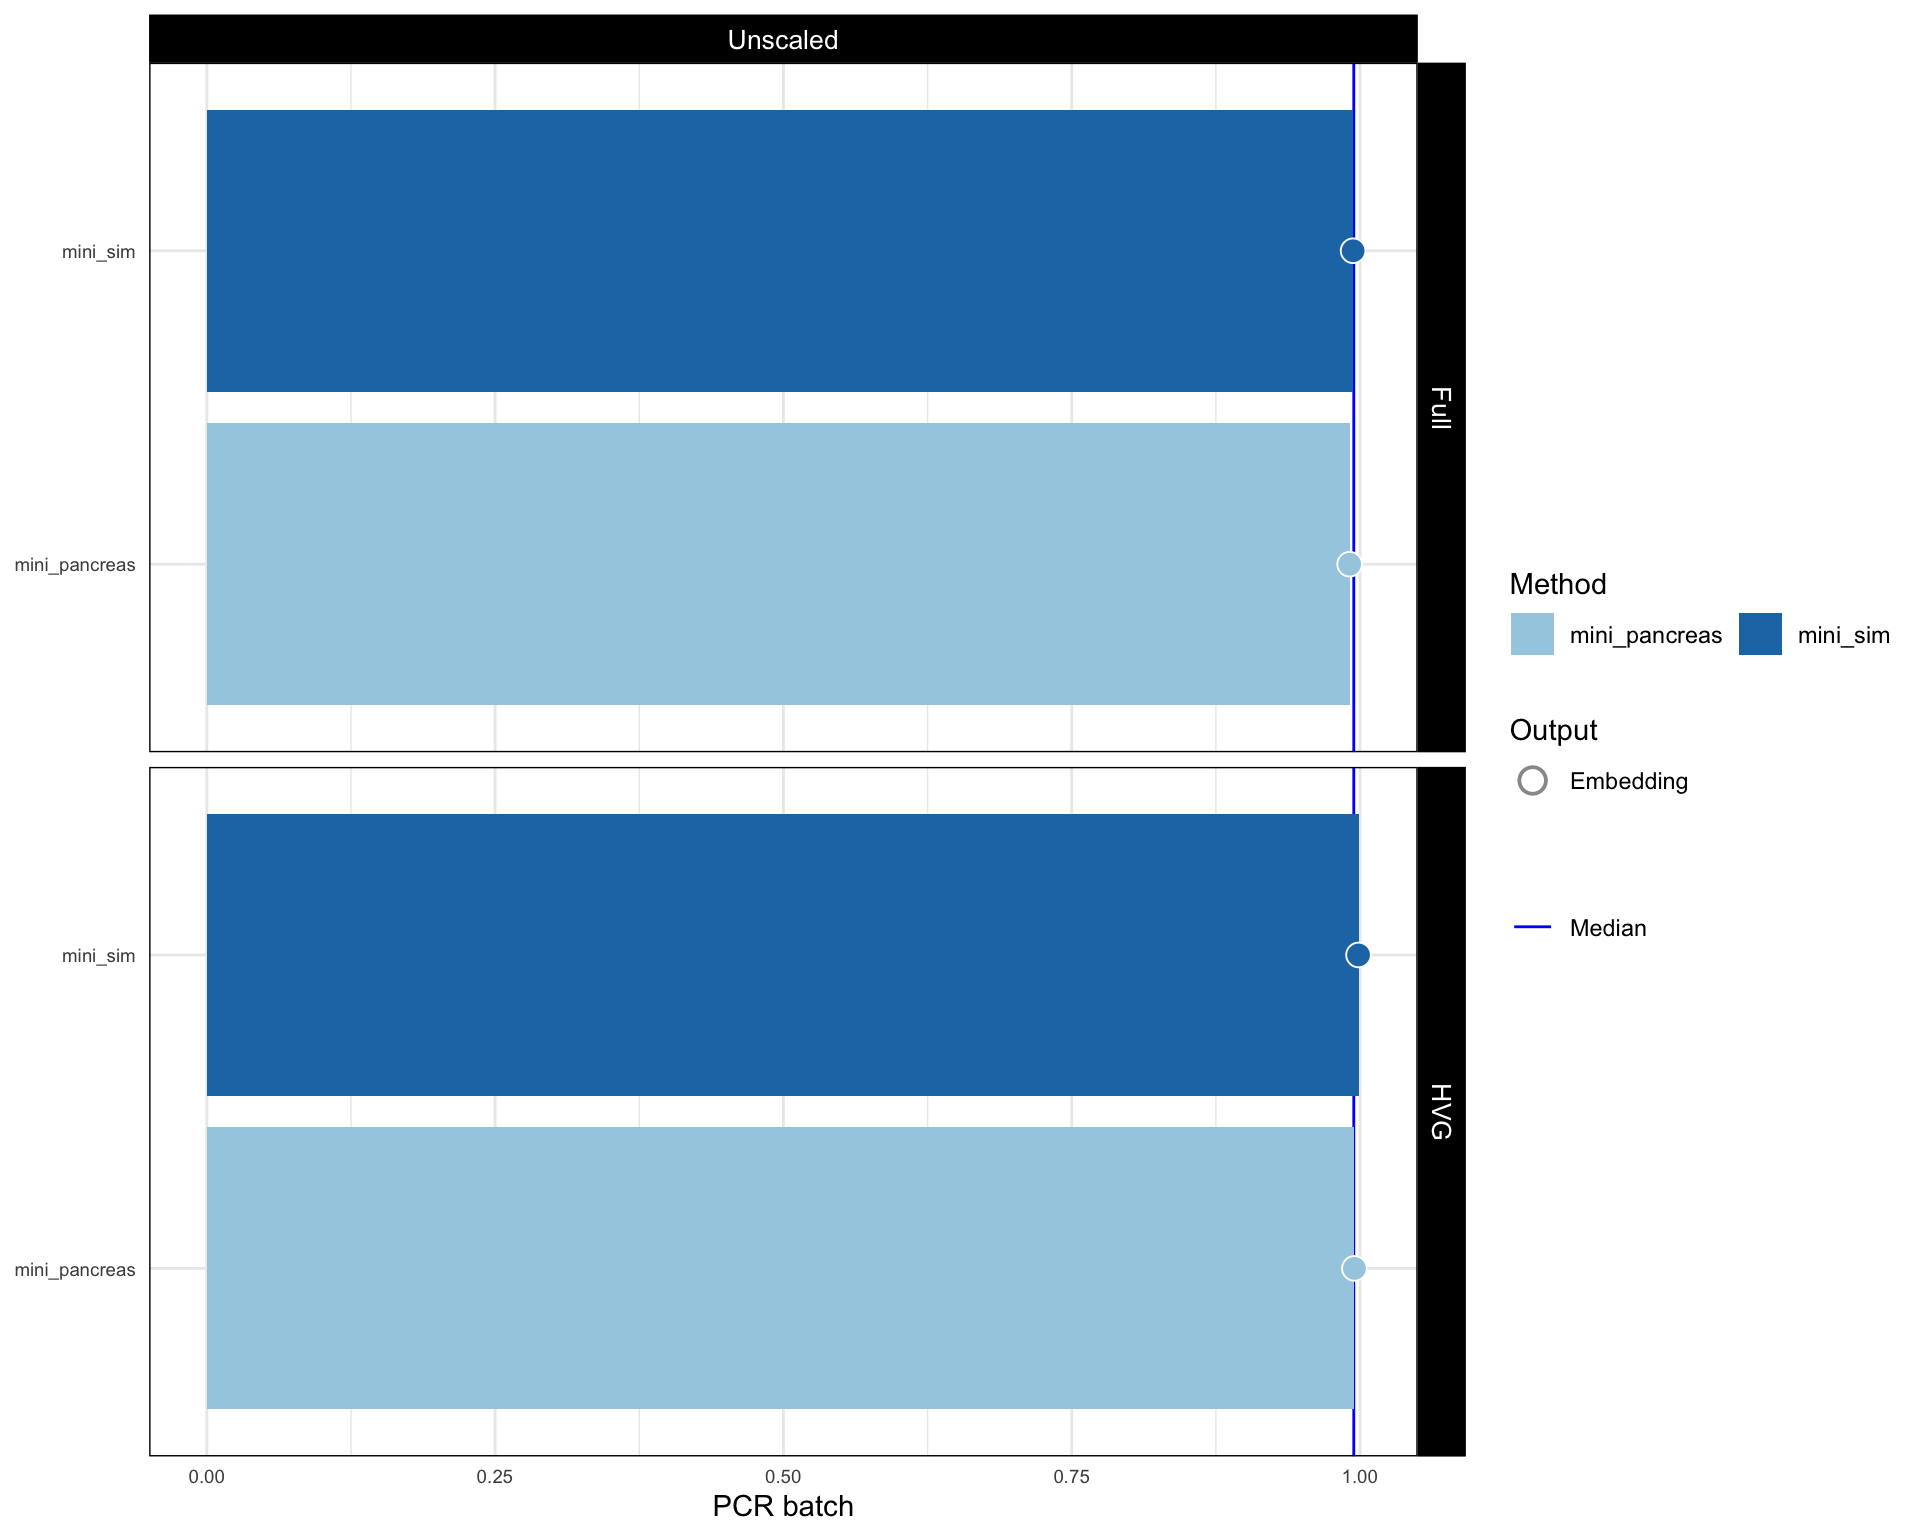 Unscaled
mini_sim
mini_pancreas
Full
mini_sim
mini_pancreas
HVG
0.00 0.25 0.50 0.75 1.00
PCR batch
Method
mini_pancreas mini_sim
Output
Embedding
Median